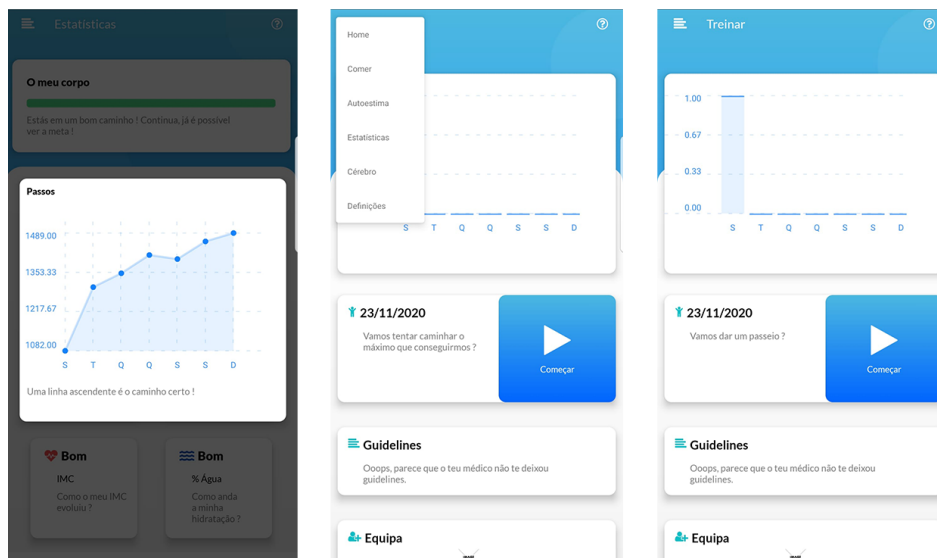 Estatísticas
O meu corpo
Estás em um bom caminho ! Continua, já é possível
ver a meta !
Passos
1489.00
1353.33
1217.67
1082.00
S T Q Q S S D
Uma linha ascendente é o caminho certo !
Bom
IMC
Como o meu IMC
evoluiu ?
Bom
% Água
Como anda
a minha
hidratação ?
Home
Comer
Autoestima
Estatísticas
Cérebro
Definições
S T Q Q S S D
23/11/2020
Vamos tentar caminhar o
máximo que conseguirmos ?
Começar
Guidelines
Ooops, parece que o teu médico não te deixou
guidelines.
Equipa
Treinar
1.00
0.67
0.33
0.00
S T Q Q S S D
23/11/2020
Vamos dar um passeio ?
Começar
Guidelines
Ooops, parece que o teu médico não te deixou
guidelines.
Equipa